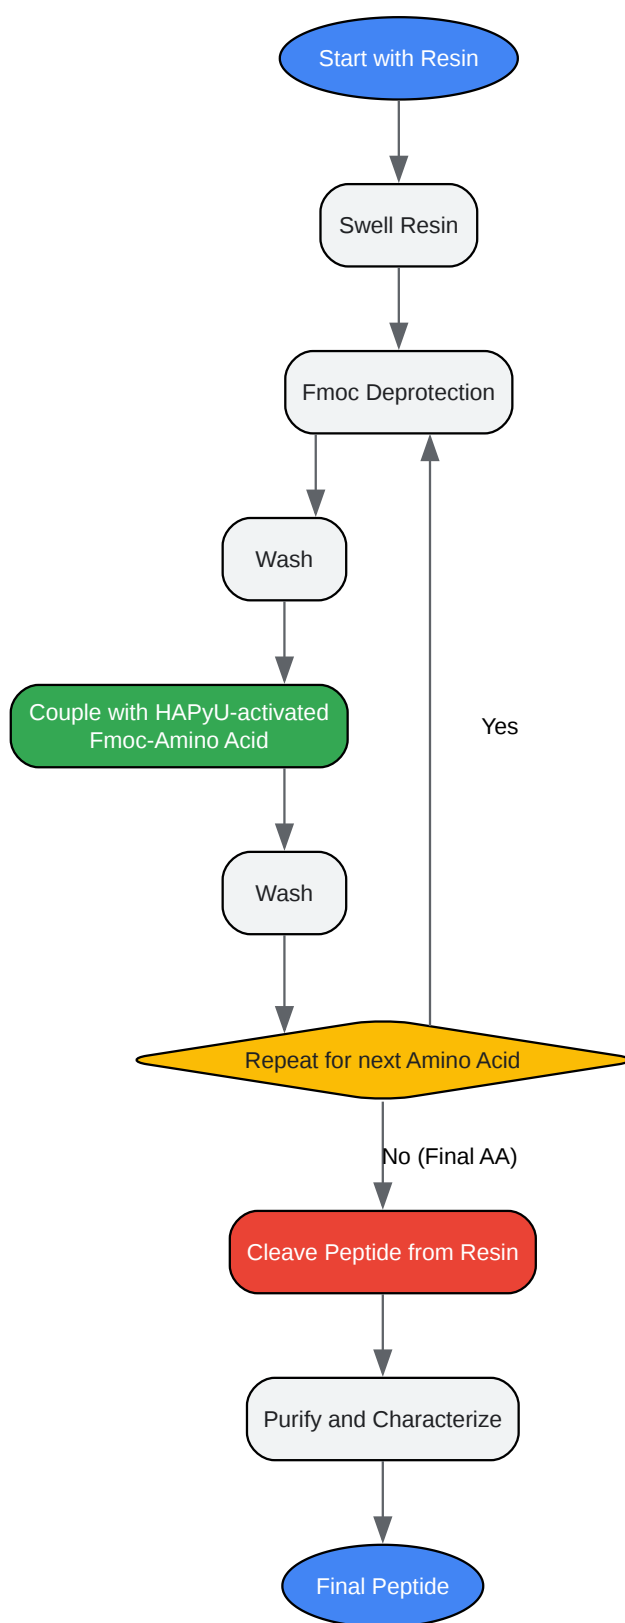 Start with Resin
Swell Resin
Fmoc Deprotection
Wash
Couple with HAPyU-activated
Fmoc-Amino Acid
Yes
Wash
Repeat for next Amino Acid
No (Final AA)
Cleave Peptide from Resin
Purify and Characterize
Final Peptide